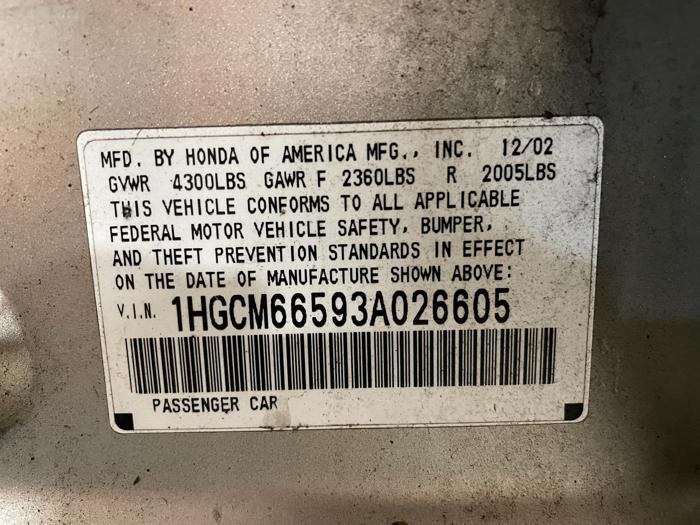 MFD. BY HONDA OF AMERICA MFG., INC. 12/02
GVWR 4300LBS GAWR F 2360LBS R 2005LBS
THIS VEHICLE CONFORMS TO ALL APPLICABLE
FEDERAL MOTOR VEHICLE SAFETY, BUMPER,
AND THEFT PREVENTION STANDARDS IN EFFECT
ON THE DATE OF MANUFACTURE SHOWN ABOVE:
V.I.N. 1HGCM66593A026605
PASSENGER CAR